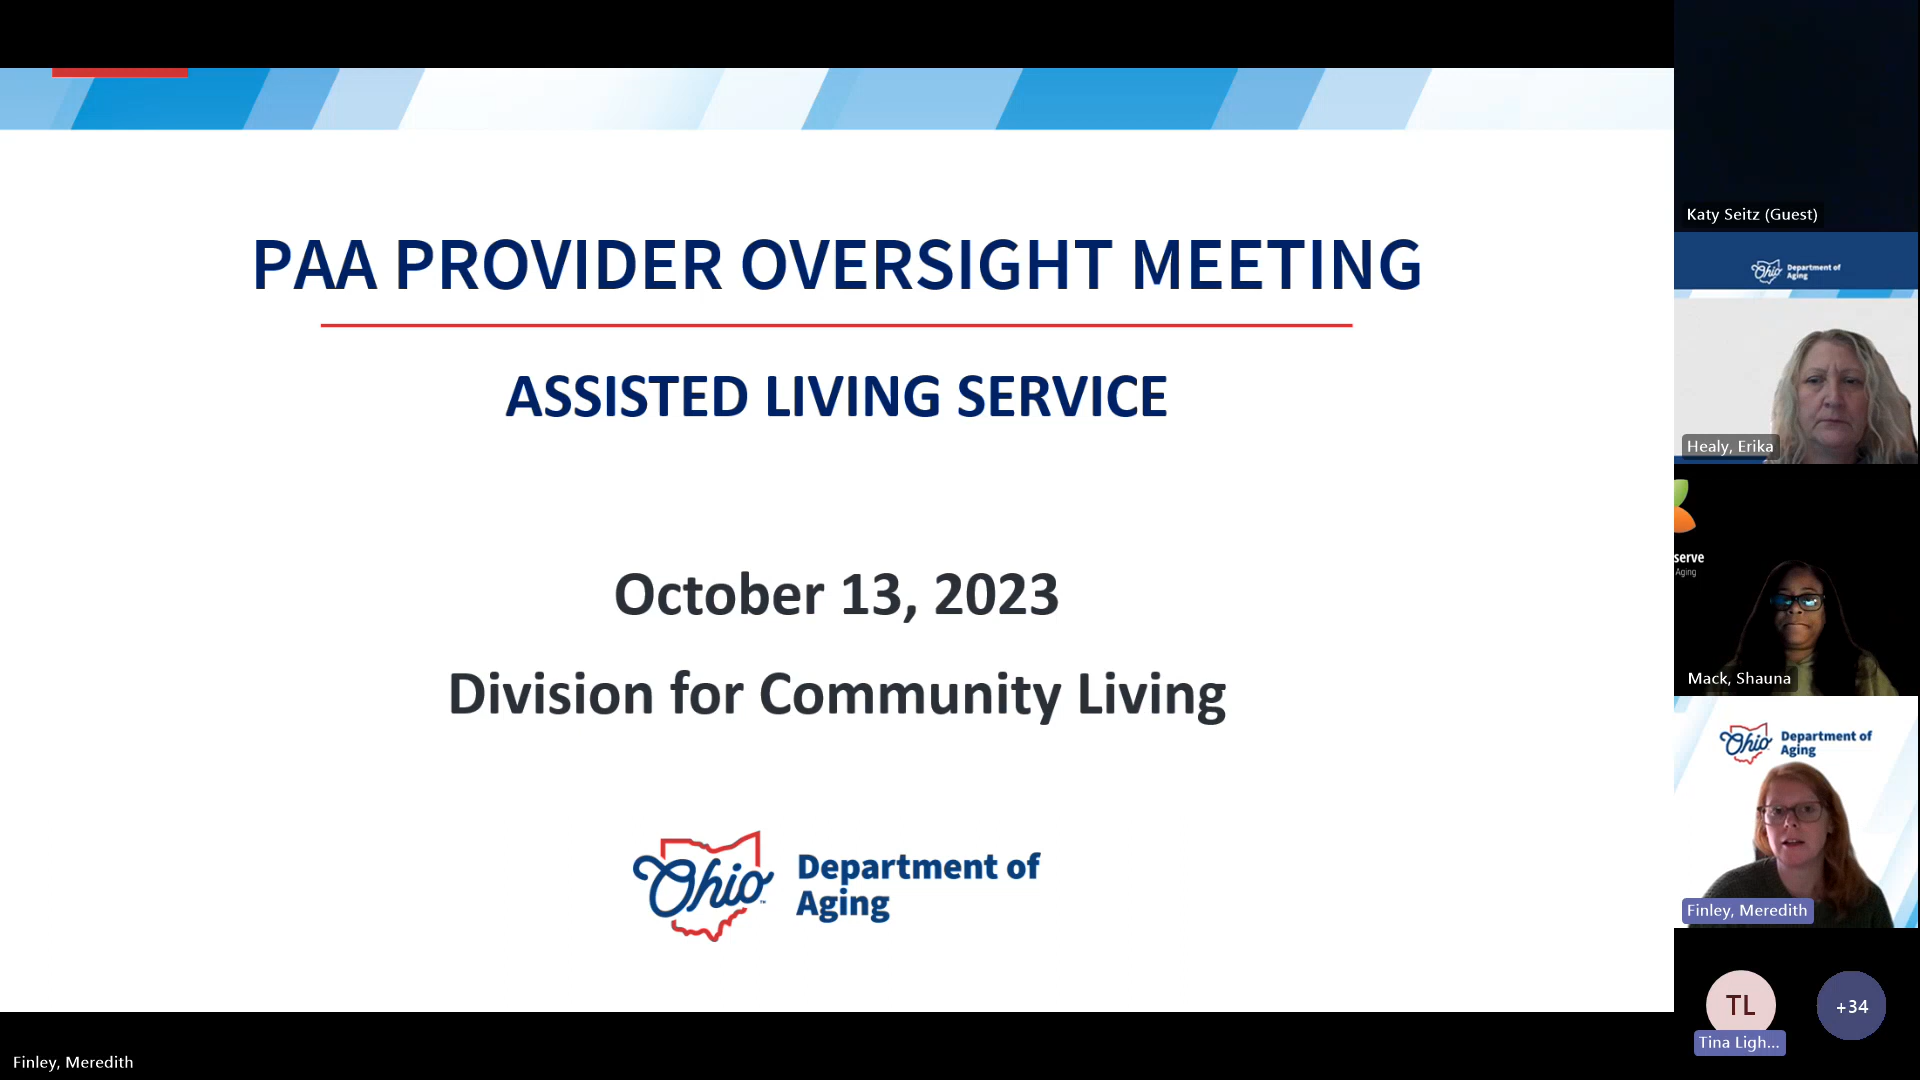 PAA PROVIDER OVERSIGHT MEETING
ASSISTED LIVING SERVICE
October 13, 2023
Division for Community Living
Ohio
Department of
Aging
Finley, Meredith
Katy Seitz (Guest)
Ohio
Department of
Aging
Healy, Erika
serve
Aging
Mack, Shauna
Ohio
Department of
Aging
Finley, Meredith
TL
+34
Tina Ligh...